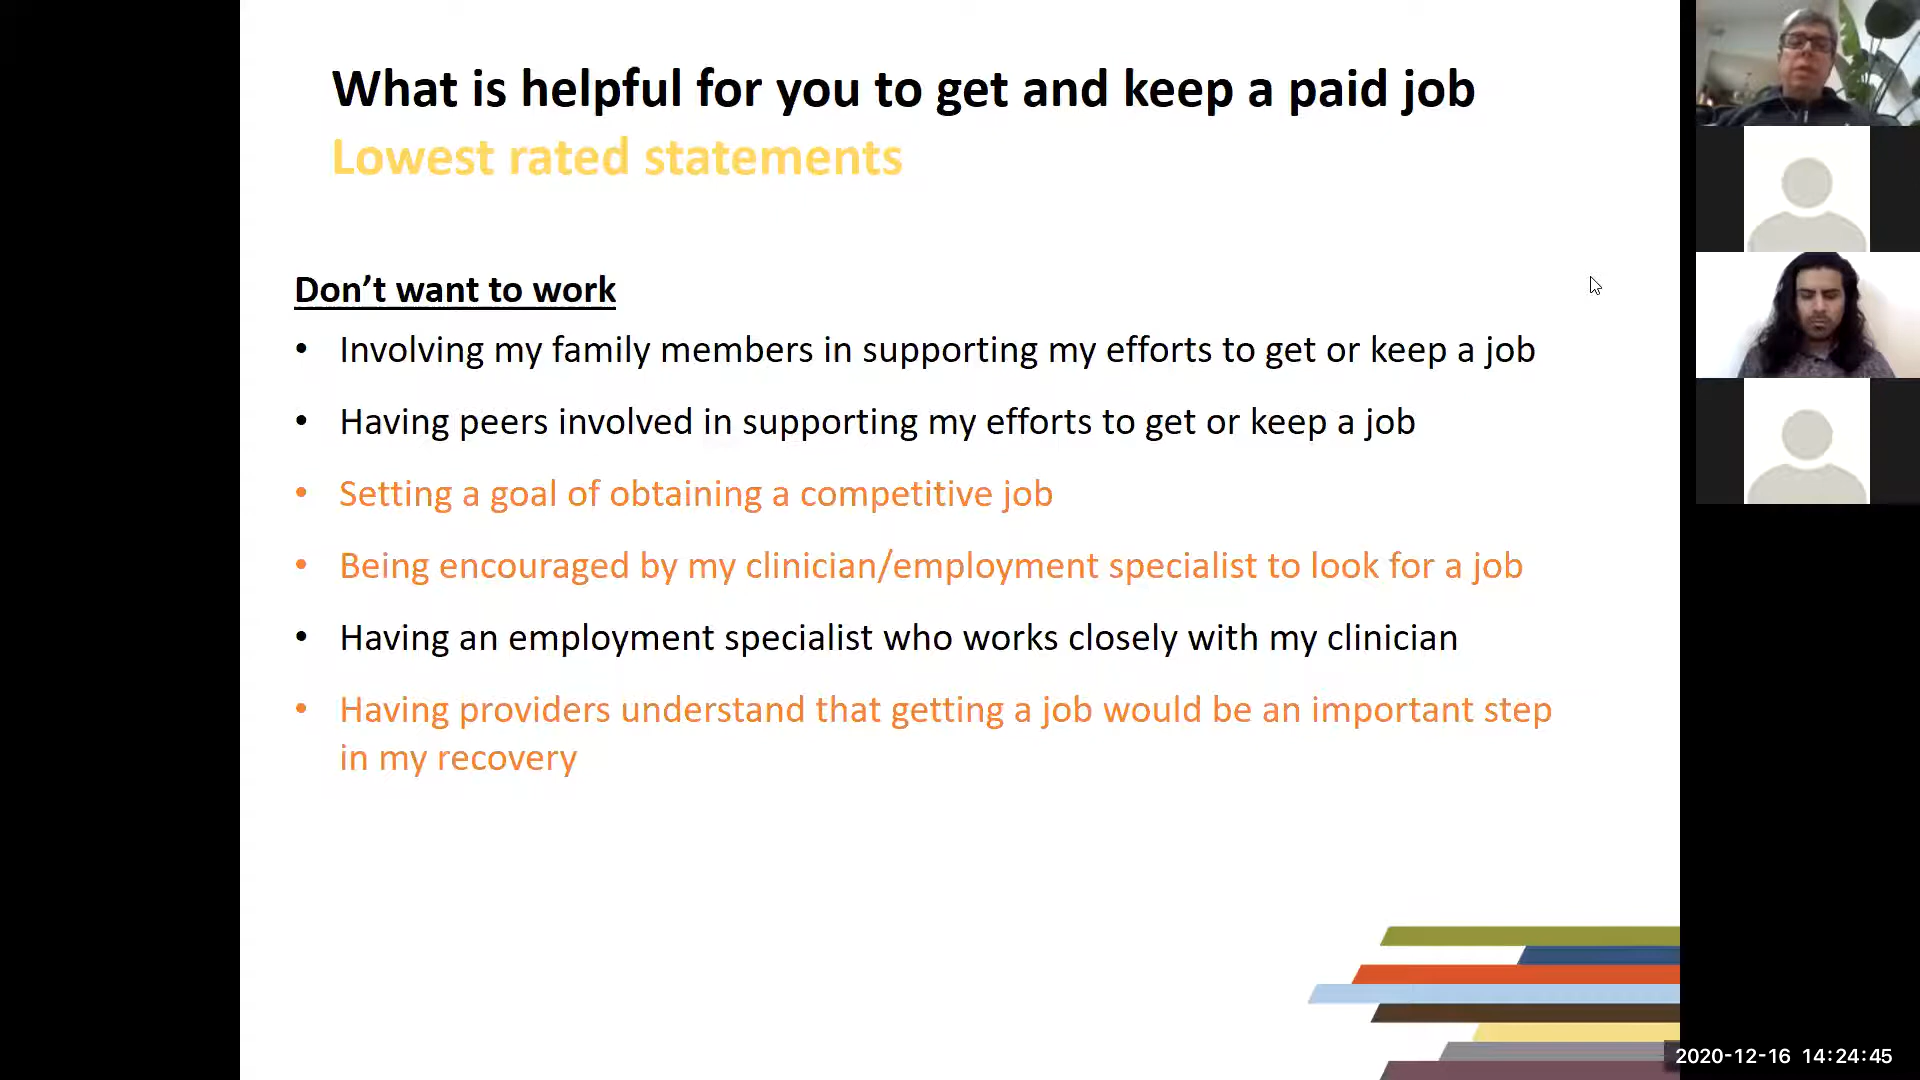 What is helpful for you to get and keep a paid job
Lowest rated statements
Don’t want to work
• Involving my family members in supporting my efforts to get or keep a job
• Having peers involved in supporting my efforts to get or keep a job
• Setting a goal of obtaining a competitive job
• Being encouraged by my clinician/employment specialist to look for a job
• Having an employment specialist who works closely with my clinician
• Having providers understand that getting a job would be an important step
in my recovery
2020-12-16 14:24:45